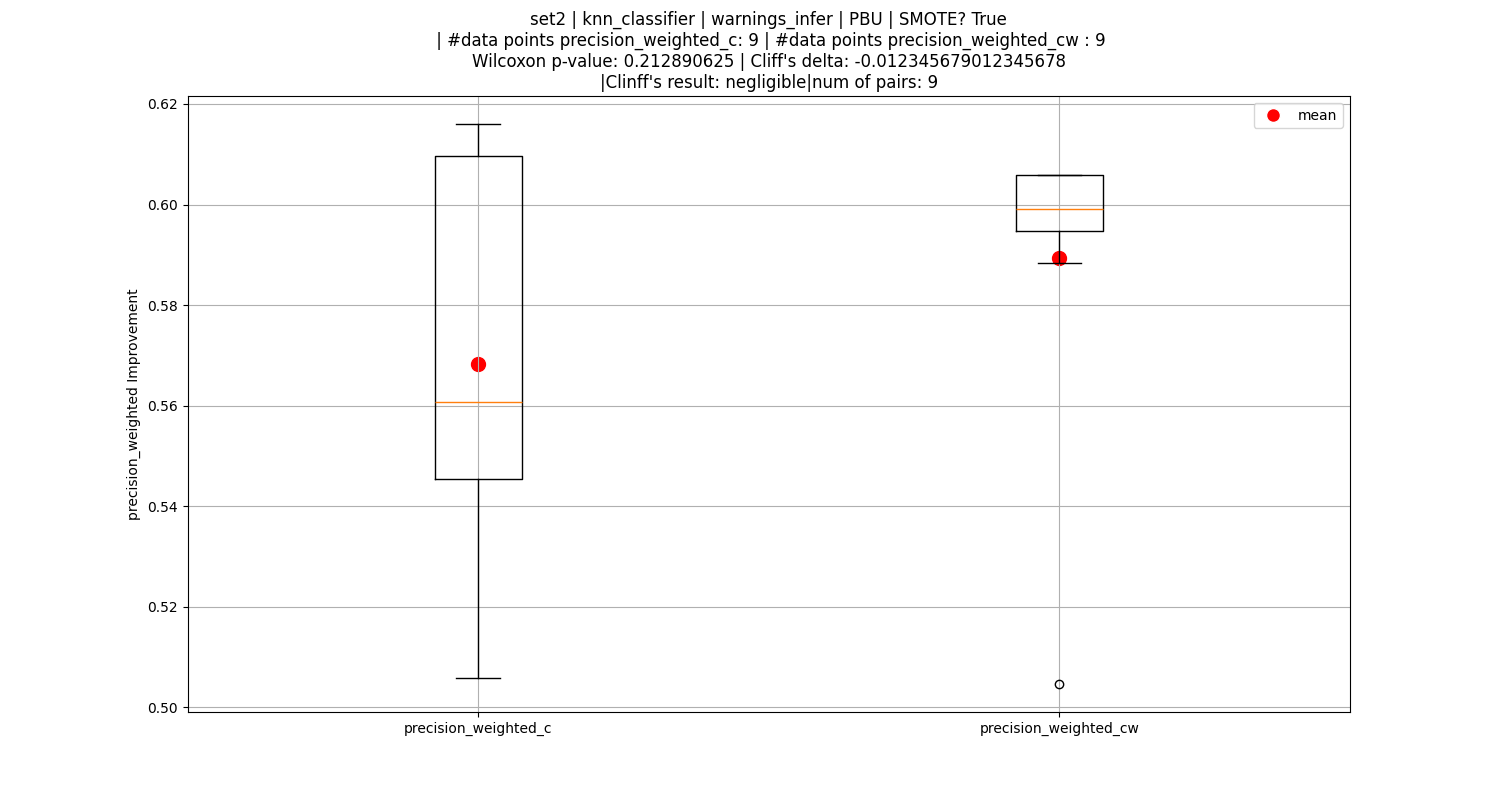 set2 | knn_classifier | warnings_infer | PBU | SMOTE? True
| #data points precision_weighted_c: 9 | #data points precision_weighted_cw : 9
Wilcoxon p-value: 0.212890625 | Cliff's delta: -0.012345679012345678
|Clinff's result: negligible|num of pairs: 9
mean
0.62
0.60
0.58
0.56
0.54
0.52
0.50
precision_weighted Improvement
precision_weighted_c
precision_weighted_cw